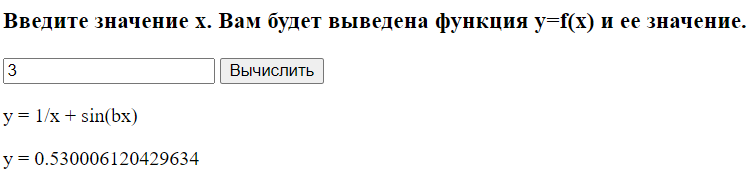 Введите значение x. Вам будет выведена функция y=f(x) и ее значение.
3 Вычислить
y = 1/x + sin(bx)
y = 0.530006120429634